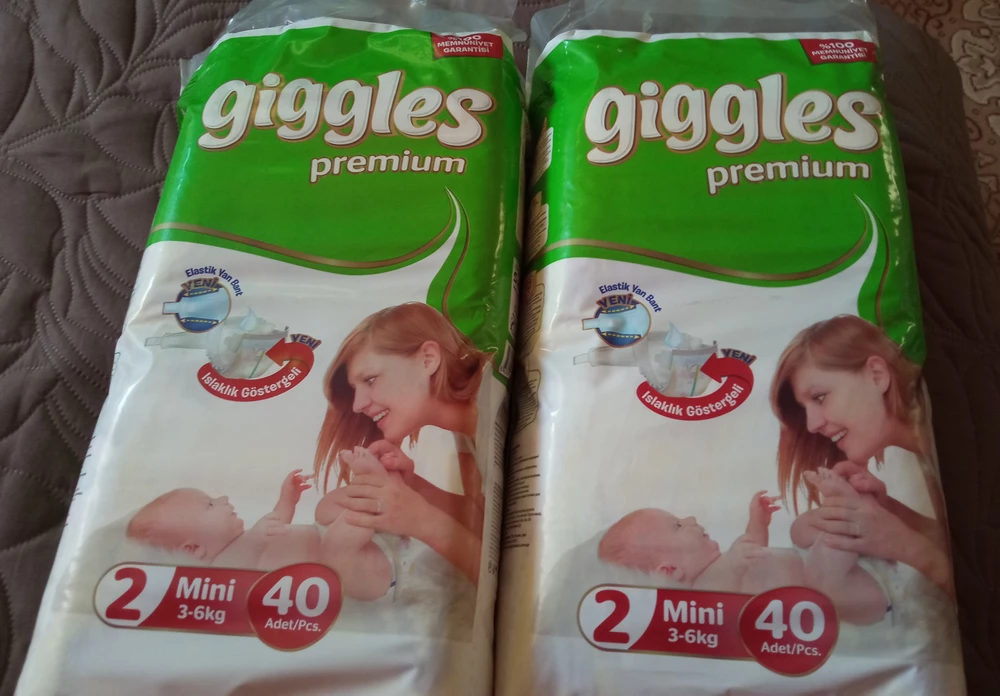 %100
MEMNUNİYET
GARANTİSİ
giggles
premium
Elastik Yan Bant
YENİ
YENİ
Islaklık Göstergeli
2
Mini
3-6kg
40
Adet/Pcs.
%100
MEMNUNİYET
GARANTİSİ
giggles
premium
Elastik Yan Bant
YENİ
YENİ
Islaklık Göstergeli
2
Mini
3-6kg
40
Adet/Pcs.